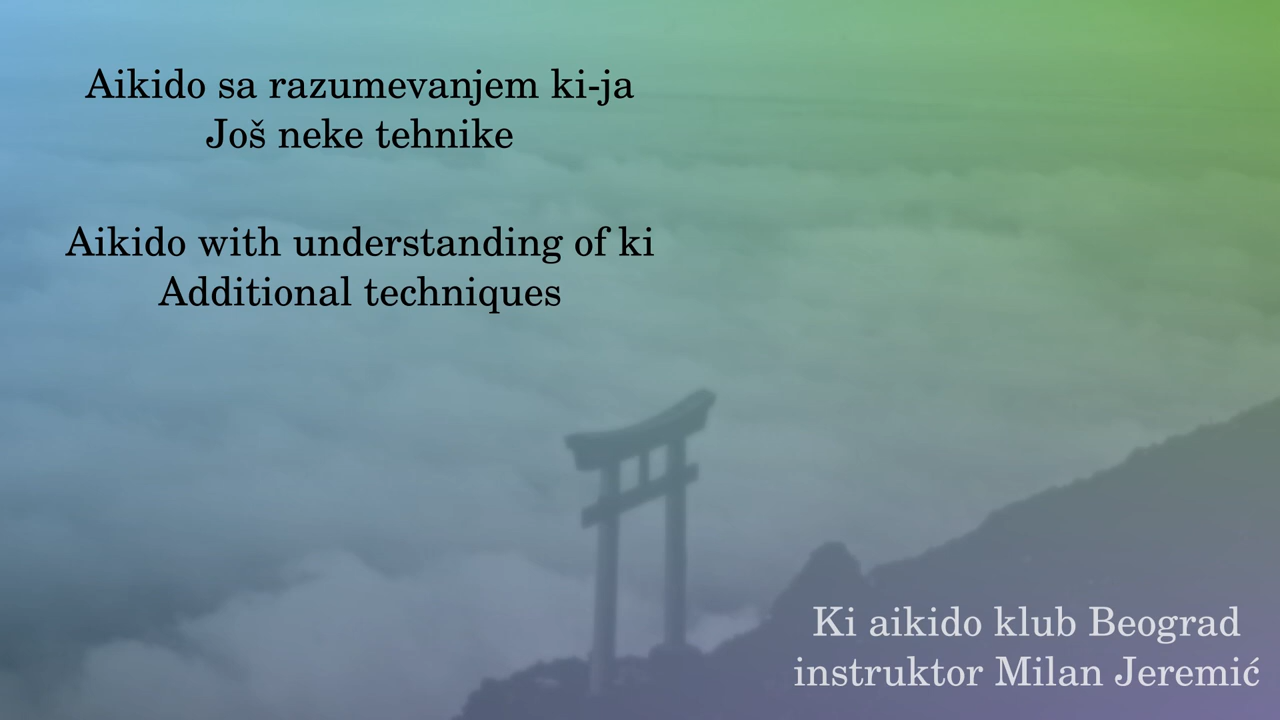 Aikido sa razumevanjem ki-ja
Još neke tehnike
Aikido with understanding of ki
Additional techniques
Ki aikido klub Beograd
instruktor Milan Jeremić